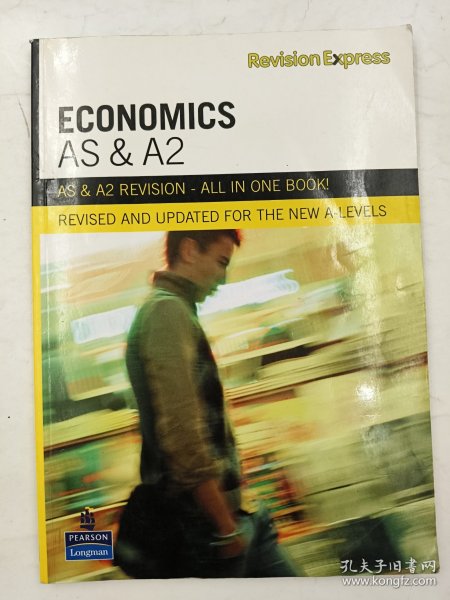 Revision Express
ECONOMICS
AS & A2
AS & A2 REVISION - ALL IN ONE BOOK!
REVISED AND UPDATED FOR THE NEW A-LEVELS
PEARSON
Longman
孔夫子旧书网
www.kongfz.com